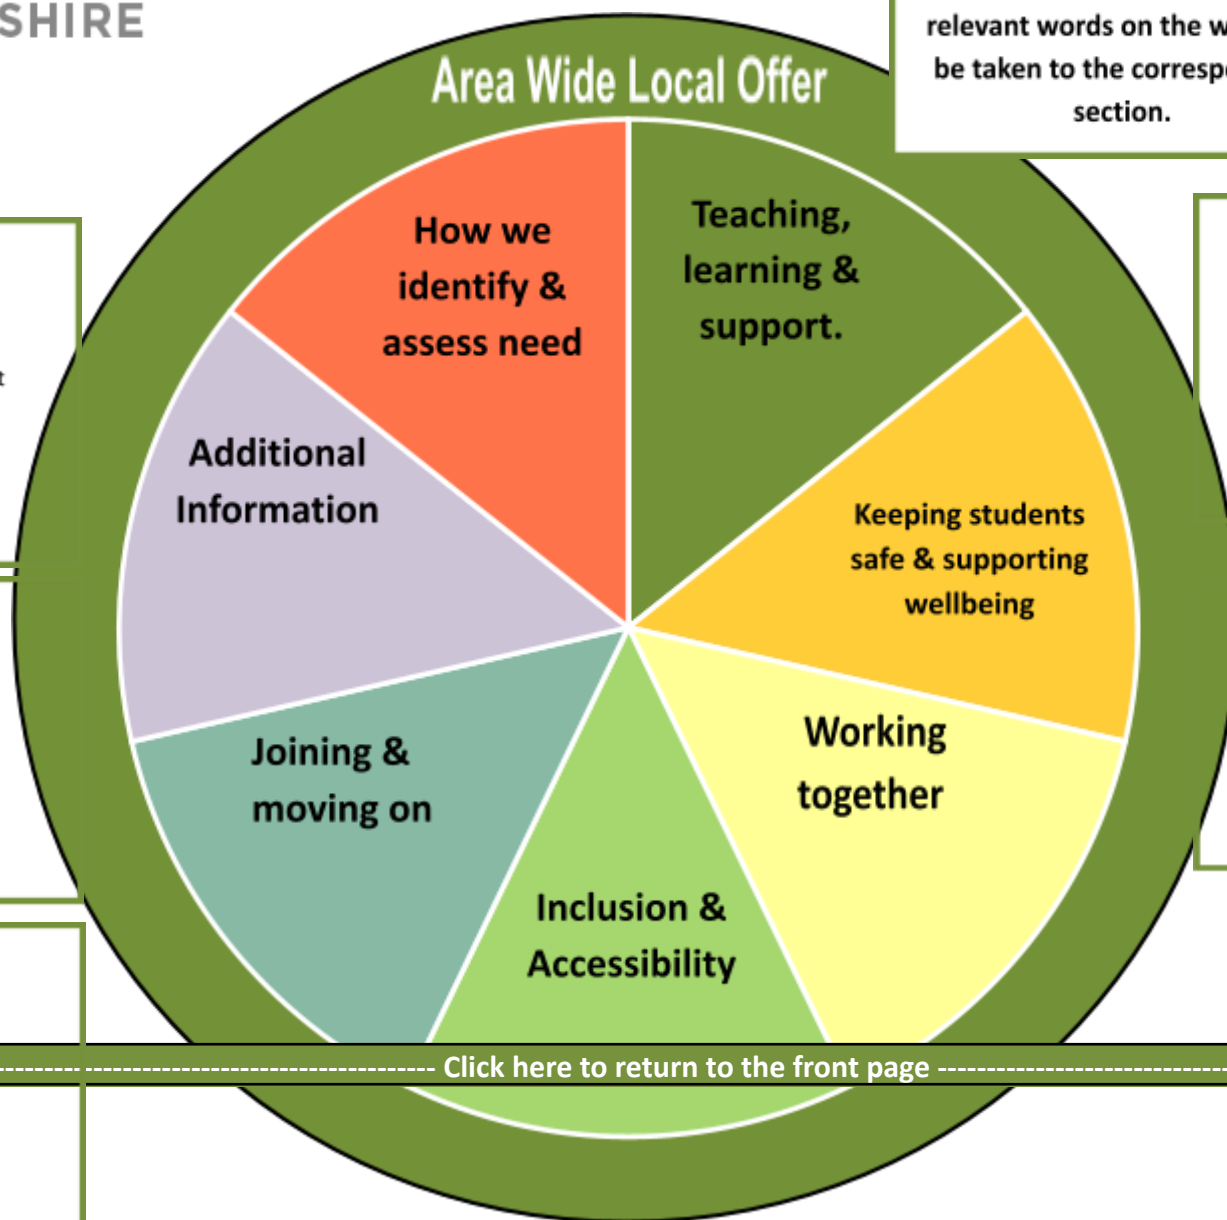 SHIRE
relevant words on the
be taken to the
section.
Area Wide Local Offer
How we
identify &
assess need
Teaching,
learning &
support.
Additional
Information
Keeping students
safe & supporting
wellbeing
Joining &
moving on
Working
together
Inclusion &
Accessibility
Click here to return to the front page